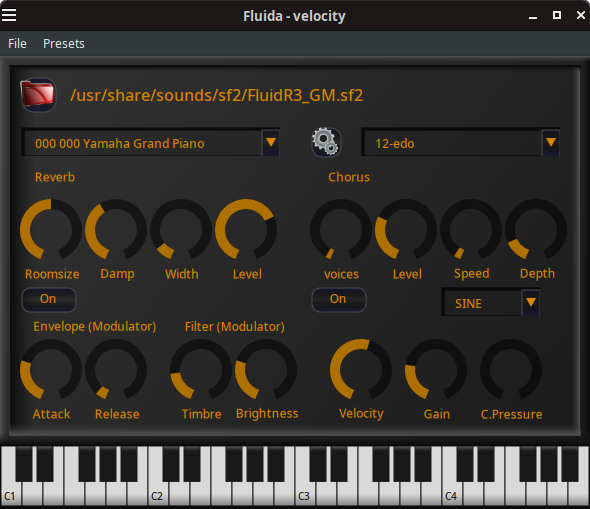 Fluida - velocity
File Presets
/usr/share/sounds/sf2/FluidR3_GM.sf2
000 000 Yamaha Grand Piano 12-edo
Reverb Chorus
Roomsize Damp Width Level voices Level Speed Depth
On On SINE
Envelope (Modulator) Filter (Modulator)
Attack Release Timbre Brightness Velocity Gain C.Pressure
C1 C2 C3 C4